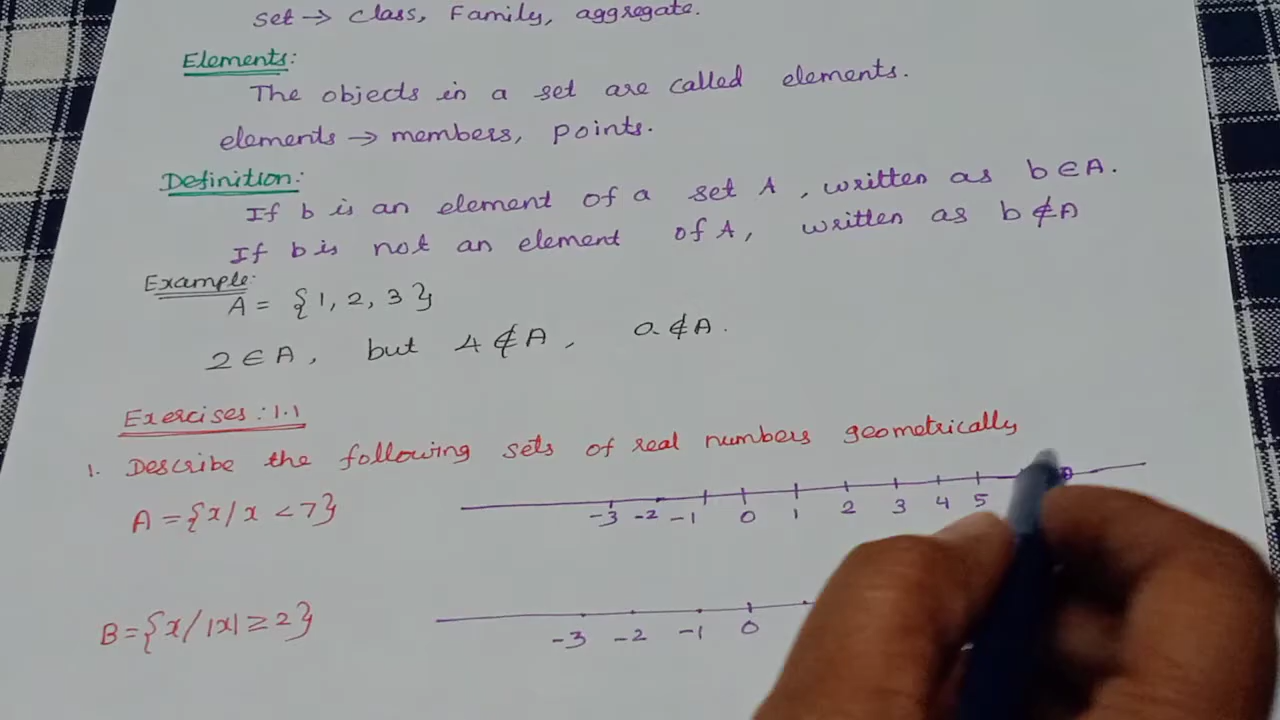 Set → class, Family, aggregate.
Elements:
The objects in a set are called elements.
elements → members, points.
Definition:
If b is an element of a set A, written as b ∈ A.
If b is not an element of A, written as b ∉ A
Example:
A = {1, 2, 3}
2 ∈ A, but 4 ∉ A, a ∉ A.
Exercises: 1.1
1. Describe the following sets of real numbers geometrically
A = {x/x < 7}
-3 -2 -1 0 1 2 3 4 5
B = {x/|x| ≥ 2}
-3 -2 -1 0